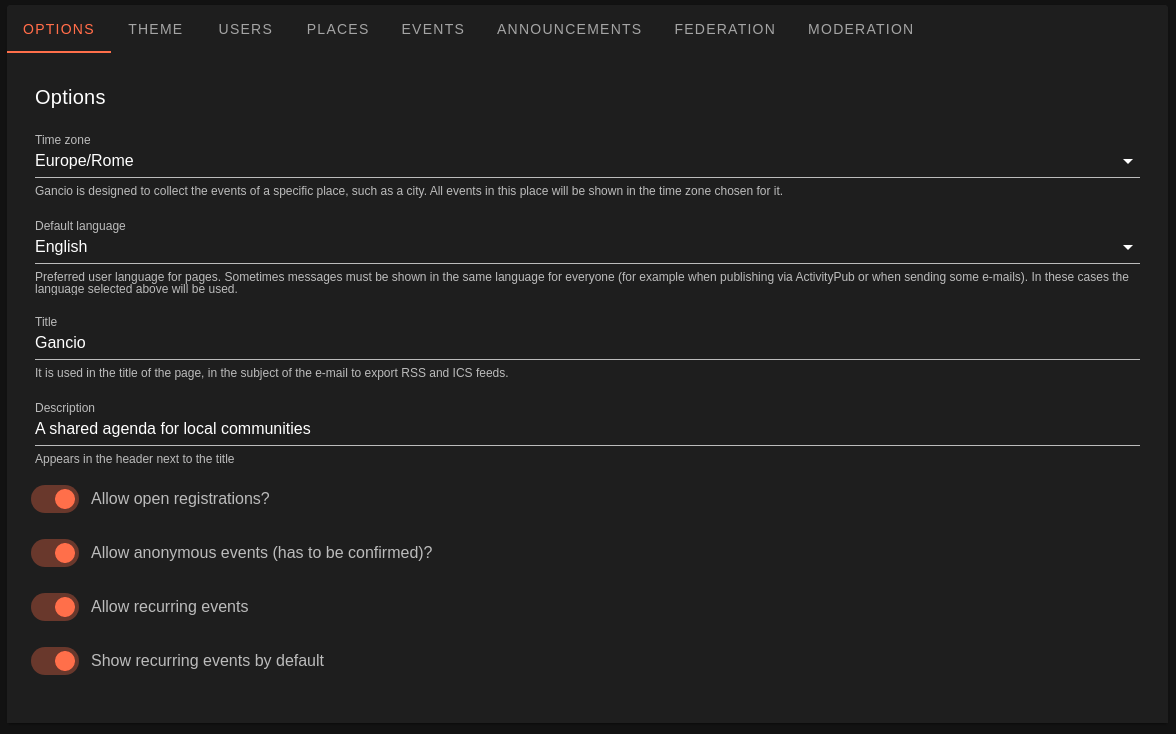 OPTIONS THEME USERS PLACES EVENTS ANNOUNCEMENTS FEDERATION MODERATION
Options
Time zone
Europe/Rome
Gancio is designed to collect the events of a specific place, such as a city. All events in this place will be shown in the time zone chosen for it.
Default language
English
Preferred user language for pages. Sometimes messages must be shown in the same language for everyone (for example when publishing via ActivityPub or when sending some e-mails). In these cases the
language selected above will be used.
Title
Gancio
It is used in the title of the page, in the subject of the e-mail to export RSS and ICS feeds.
Description
A shared agenda for local communities
Appears in the header next to the title
Allow open registrations?
Allow anonymous events (has to be confirmed)?
Allow recurring events
Show recurring events by default